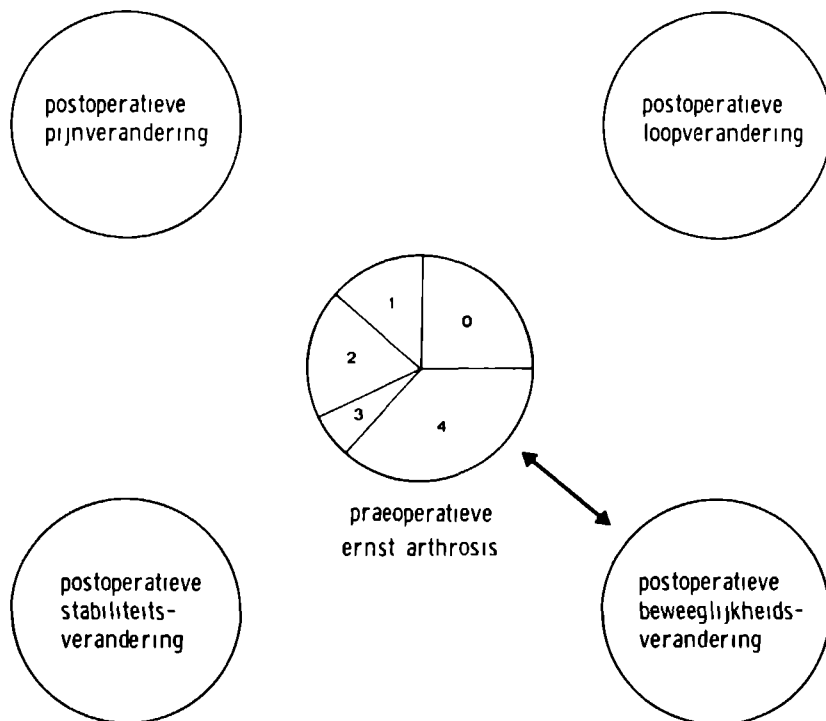 postoperatieve
pijnverandering
postoperatieve
loopverandering
1
0
2
3
4
praeoperatieve
ernst arthrosis
postoperatieve
stabiliteits-
verandering
postoperatieve
beweeglijkheids-
verandering